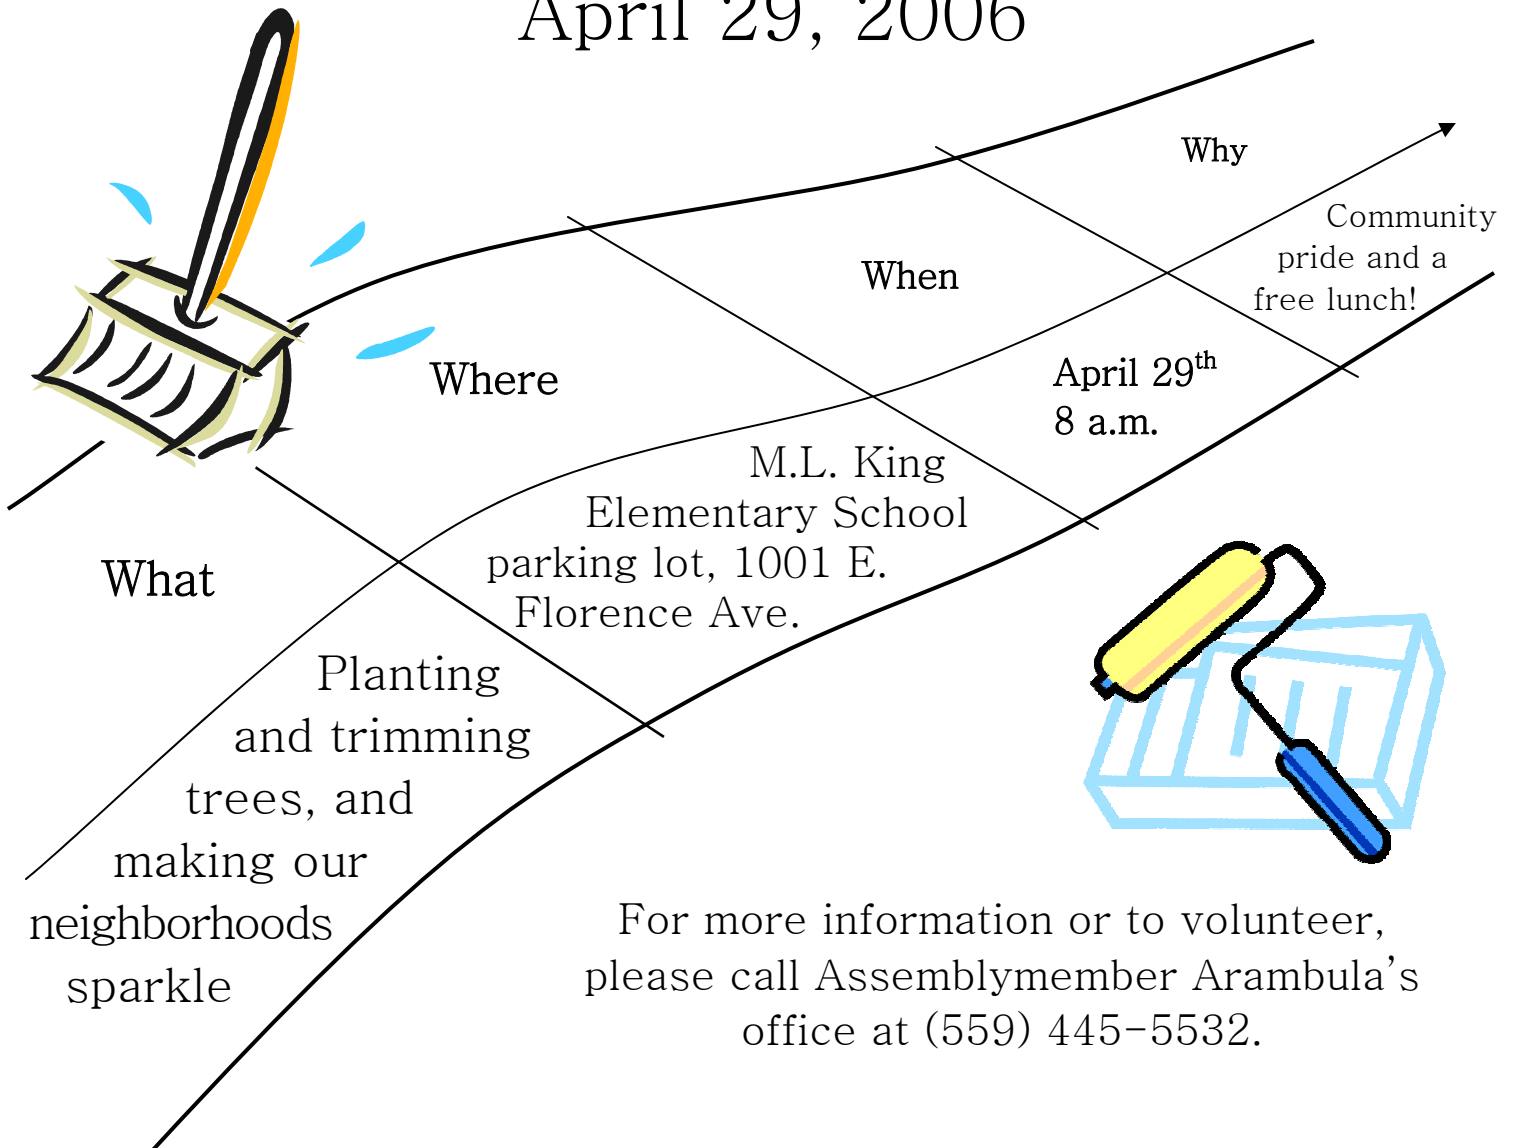 April 29, 2006
Why
Community
pride and a
free lunch!
When
April 29th
8 a.m.
Where
M.L. King
Elementary School
parking lot, 1001 E.
Florence Ave.
What
Planting
and trimming
trees, and
making our
neighborhoods
sparkle
For more information or to volunteer,
please call Assemblymember Arambula’s
office at (559) 445-5532.